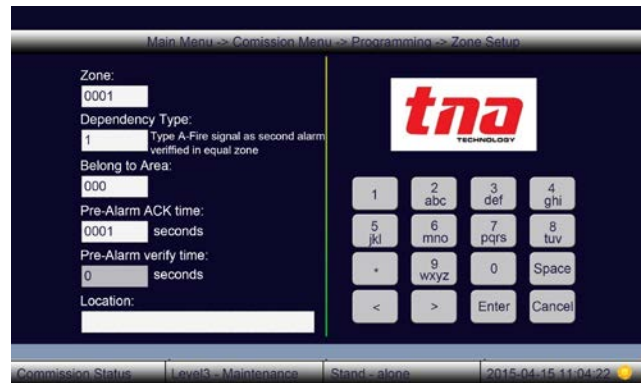 Main Menu -> Comission Menu -> Programming -> Zone Setup
Zone:
0001
Dependency Type:
1
Type A-Fire signal as second alarm
veriffied in equal zone
Belong to Area:
000
Pre-Alarm ACK time:
0001 seconds
Pre-Alarm verify time:
0 seconds
Location:
tna
TECHNOLOGY
1
2
abc
3
def
4
ghi
5
jkl
6
mno
7
pqrs
8
tuv
*
9
wxyz
0
Space
<
>
Enter
Cancel
Commission Status
Level3 - Maintenance
Stand - alone
2015-04-15 11:04:22